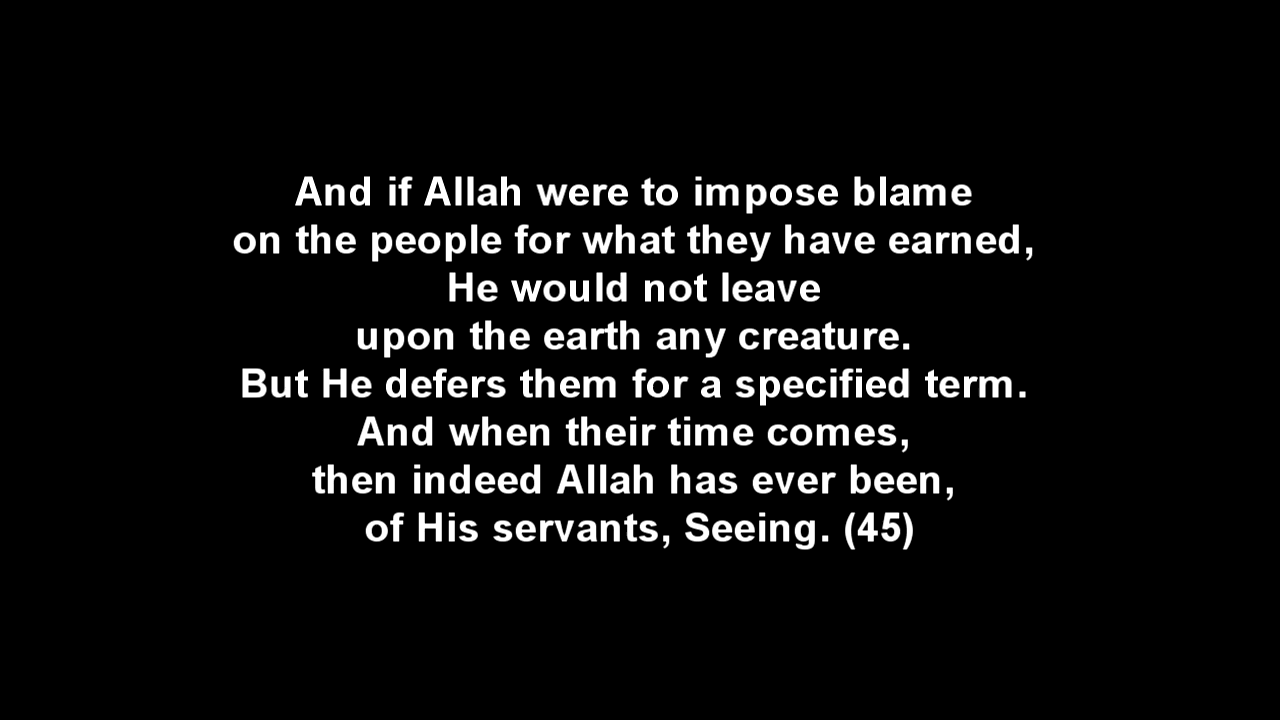 And if Allah were to impose blame
on the people for what they have earned,
He would not leave
upon the earth any creature.
But He defers them for a specified term.
And when their time comes,
then indeed Allah has ever been,
of His servants, Seeing. (45)